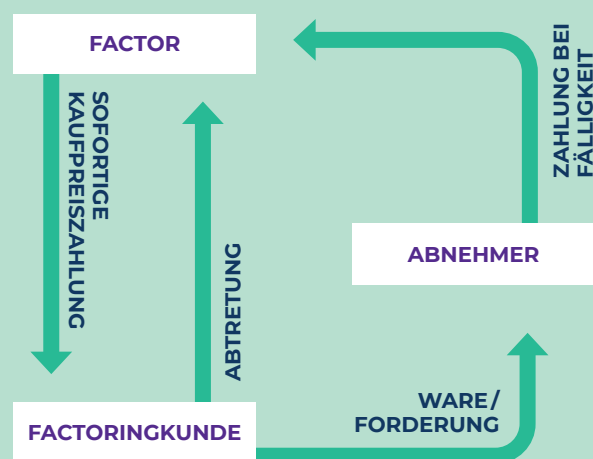 FACTOR
SOFORTIGE
KAUFPREISZAHLUNG
ABTRETUNG
ZAHLUNG BEI
FÄLLIGKEIT
ABNEHMER
WARE/
FORDERUNG
FACTORINGKUNDE